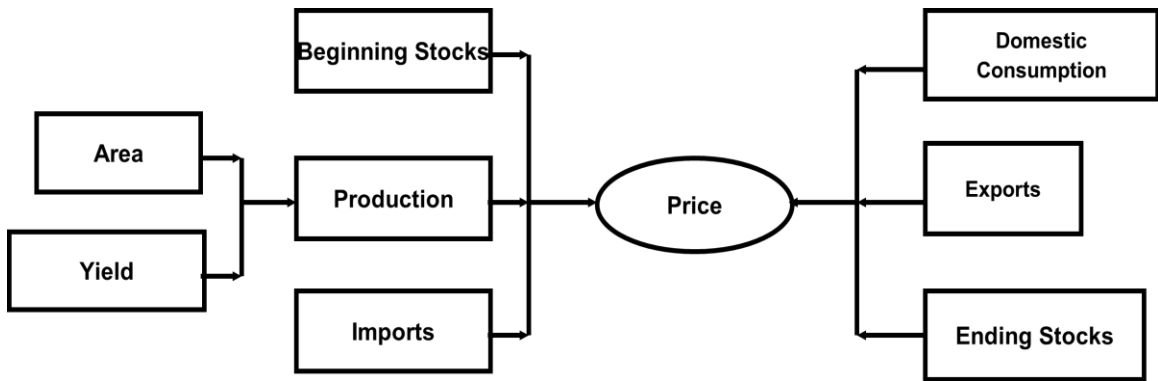 Beginning Stocks
Domestic
Consumption
Area
Production
Price
Exports
Yield
Imports
Ending Stocks